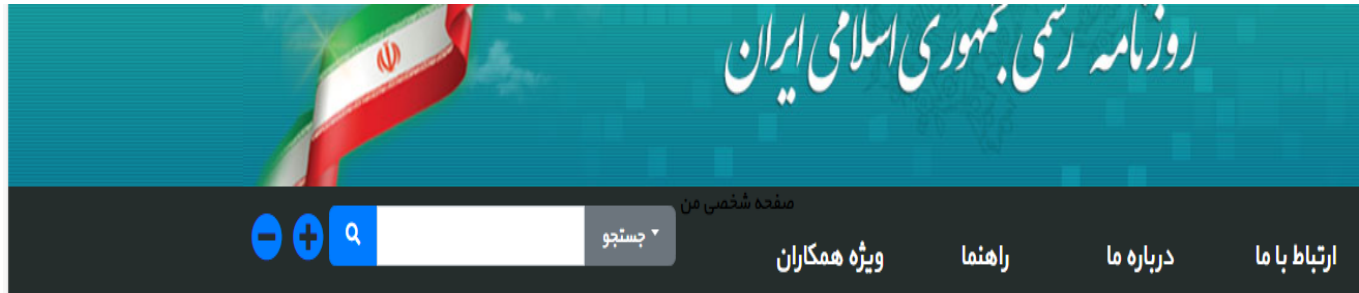 روزنامه رسمی جمهوری اسلامی ایران
صفحه شخصی من
ارتباط با ما
درباره ما
راهنما
ویژه همکاران
جستجو